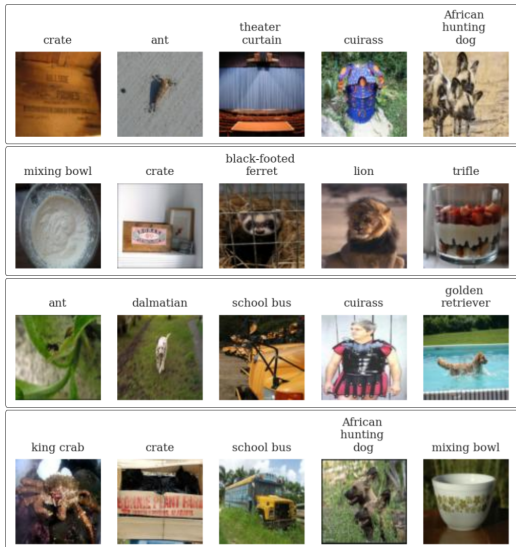 crate
ant
theater
curtain
cuirass
African
hunting
dog
mixing bowl
crate
black-footed
ferret
lion
trifle
ant
dalmatian
school bus
cuirass
golden
retriever
king crab
crate
school bus
African
hunting
dog
mixing bowl